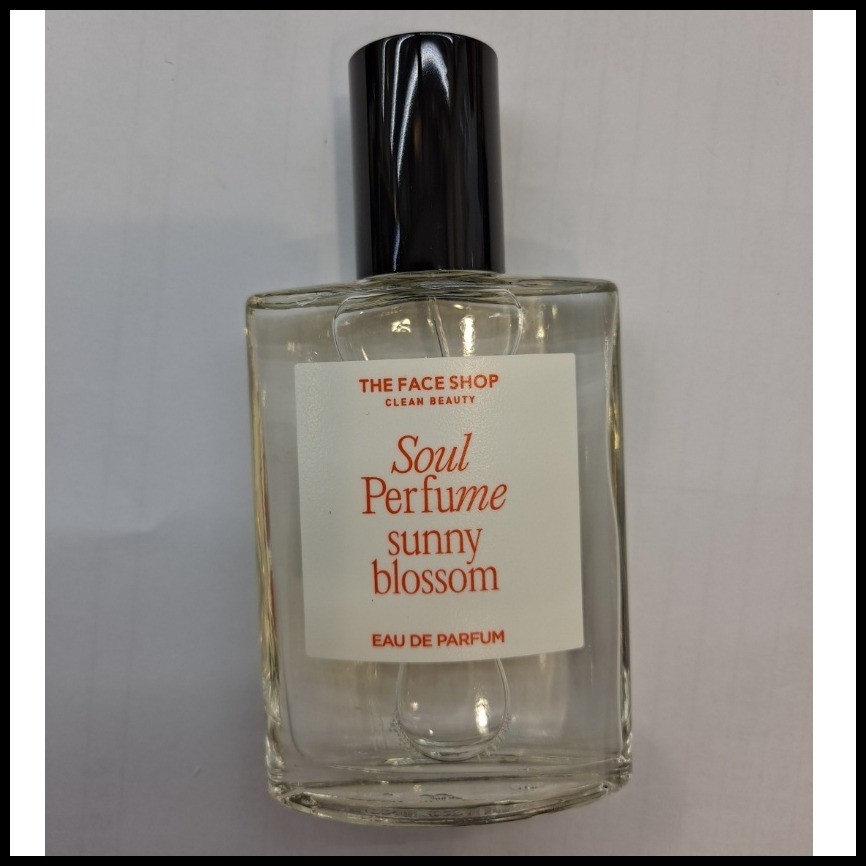 THE FACE SHOP
CLEAN BEAUTY
Soul
Perfume
sunny
blossom
EAU DE PARFUM